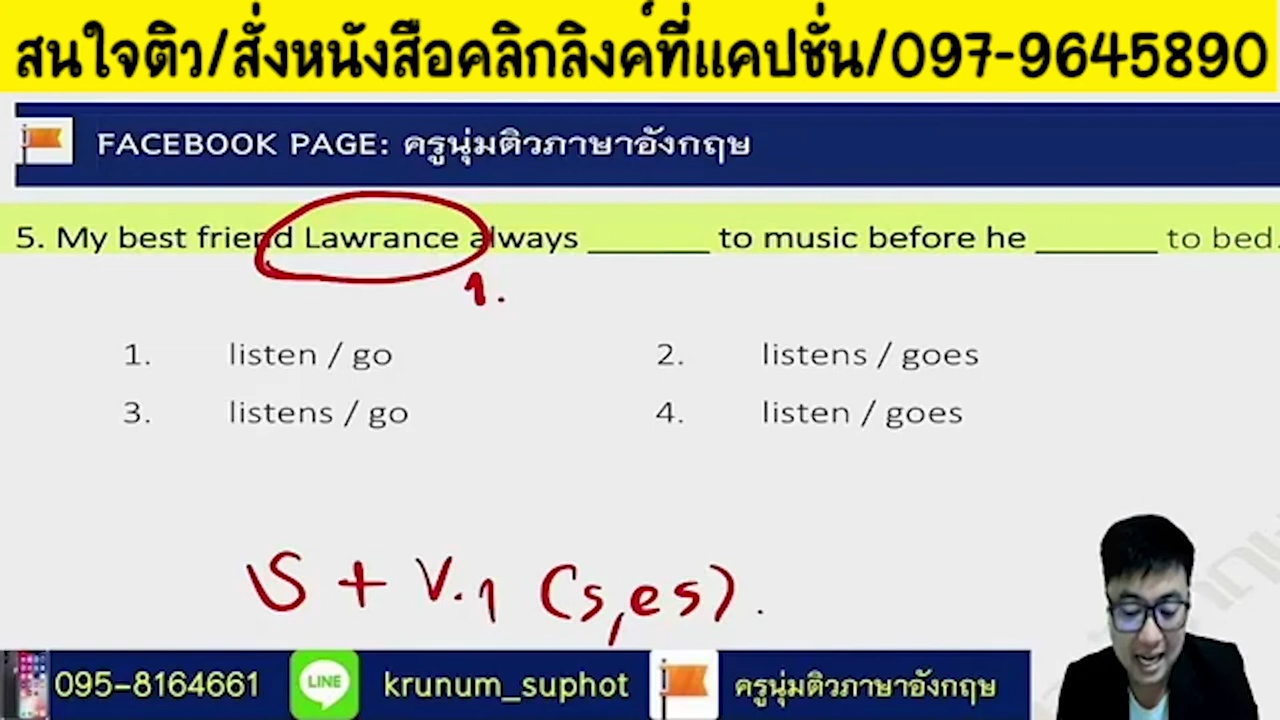 สนใจติว/สั่งหนังสือคลิกลิงค์ที่แคปชั่น/097-9645890
FACEBOOK PAGE: ครูนุ่มติวภาษาอังกฤษ
5. My best friend Lawrance always ________ to music before he ________ to bed.
1.
1. listen / go 2. listens / goes
3. listens / go 4. listen / goes
S + V.1 (s,es).
095-8164661 LINE krunum_suphot ครูนุ่มติวภาษาอังกฤษ